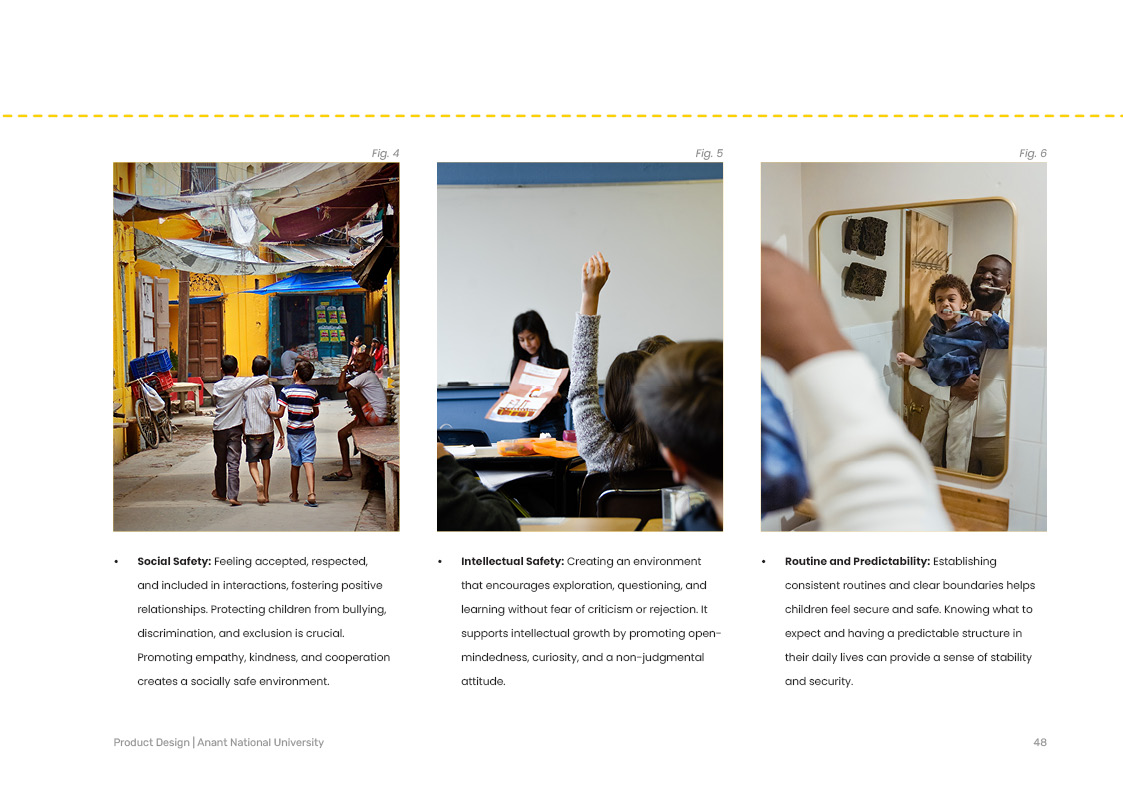 Fig. 4
Fig. 5
Fig. 6
• Social Safety: Feeling accepted, respected,
and included in interactions, fostering positive
relationships. Protecting children from bullying,
discrimination, and exclusion is crucial.
Promoting empathy, kindness, and cooperation
creates a socially safe environment.
• Intellectual Safety: Creating an environment
that encourages exploration, questioning, and
learning without fear of criticism or rejection. It
supports intellectual growth by promoting open-
mindedness, curiosity, and a non-judgmental
attitude.
• Routine and Predictability: Establishing
consistent routines and clear boundaries helps
children feel secure and safe. Knowing what to
expect and having a predictable structure in
their daily lives can provide a sense of stability
and security.
Product Design | Anant National University
48